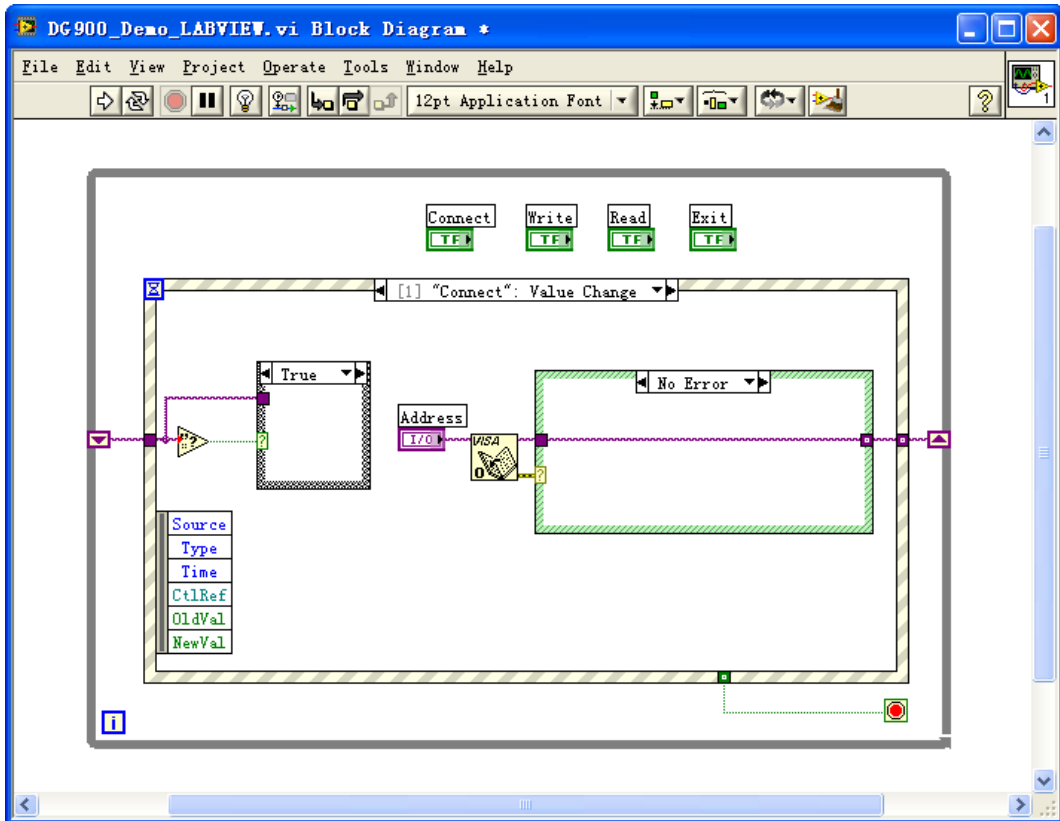 DG900_Demo_LABVIEW.vi Block Diagram *
File Edit View Project Operate Tools Window Help
12pt Application Font
1
Connect Write Read Exit
TF TF TF TF
[1] "Connect": Value Change
True
No Error
Address
I/O
VISA
?
?
?
Source
Type
Time
CtlRef
OldVal
NewVal
i